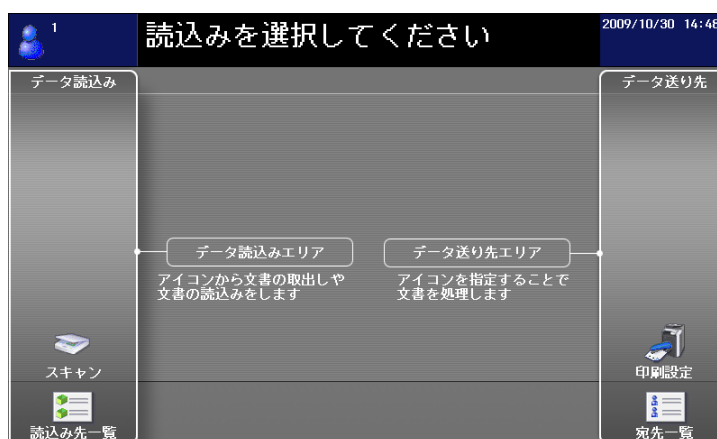 1
読込みを選択してください
2009/10/30 14:48
データ読込み
データ送り先
データ読込みエリア
データ送り先エリア
アイコンから文書の取出しや
文書の読込みをします
アイコンを指定することで
文書を処理します
スキャン
印刷設定
読込み先一覧
宛先一覧